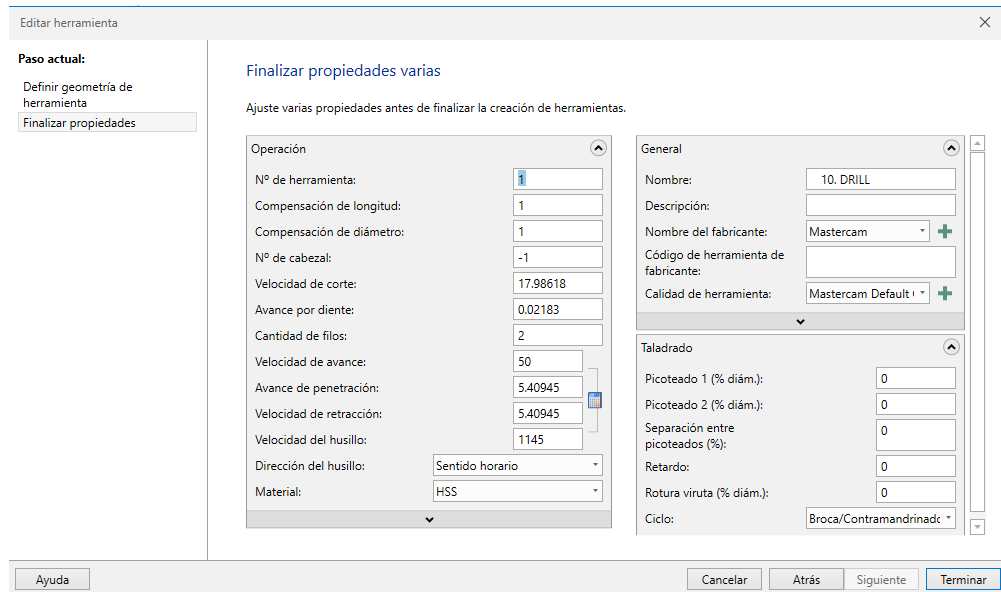 Editar herramienta
Paso actual:
Definir geometría de
herramienta
Finalizar propiedades
Finalizar propiedades varias
Ajuste varias propiedades antes de finalizar la creación de herramientas.
Operación
Nº de herramienta: 1
Compensación de longitud: 1
Compensación de diámetro: 1
Nº de cabezal: -1
Velocidad de corte: 17.98618
Avance por diente: 0.02183
Cantidad de filos: 2
Velocidad de avance: 50
Avance de penetración: 5.40945
Velocidad de retracción: 5.40945
Velocidad del husillo: 1145
Dirección del husillo: Sentido horario
Material: HSS
General
Nombre: 10. DRILL
Descripción:
Nombre del fabricante: Mastercam
Código de herramienta de
fabricante:
Calidad de herramienta: Mastercam Default
Taladrado
Picoteado 1 (% diám.): 0
Picoteado 2 (% diám.): 0
Separación entre 0
picoteados (%):
Retardo: 0
Rotura viruta (% diám.): 0
Ciclo: Broca/Contramandrinado
Ayuda
Cancelar
Atrás
Siguiente
Terminar